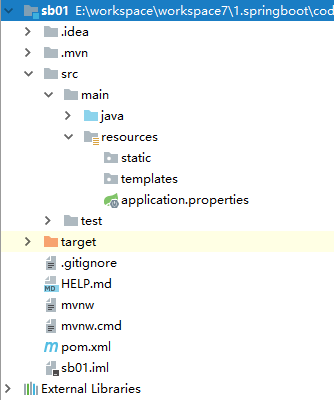 sb01 E:\workspace\workspace7\1.springboot\cod
.idea
.mvn
src
main
java
resources
static
templates
application.properties
test
target
.gitignore
HELP.md
mvnw
mvnw.cmd
pom.xml
sb01.iml
External Libraries